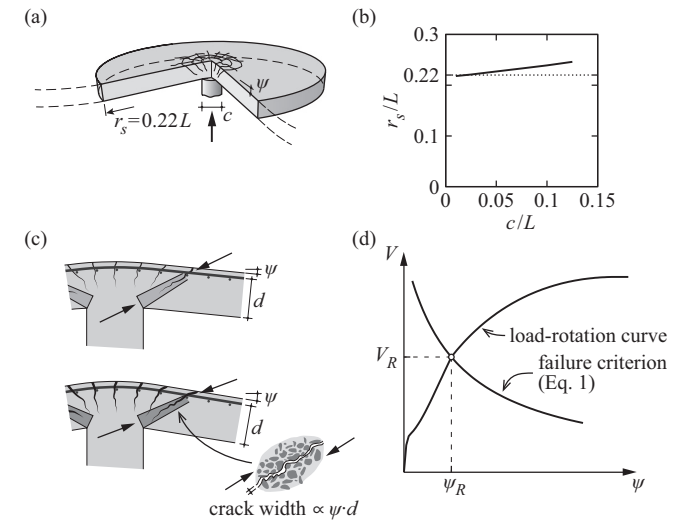 (a)
ψ
r_s=0.22L
c
(b)
0.3
0.22
0.1
0
r_s/L
0 0.05 0.1 0.15
c/L
(c)
ψ
d
ψ
d
crack width ∝ ψ·d
(d)
V
V_R
load-rotation curve
failure criterion
(Eq. 1)
ψ_R
ψ